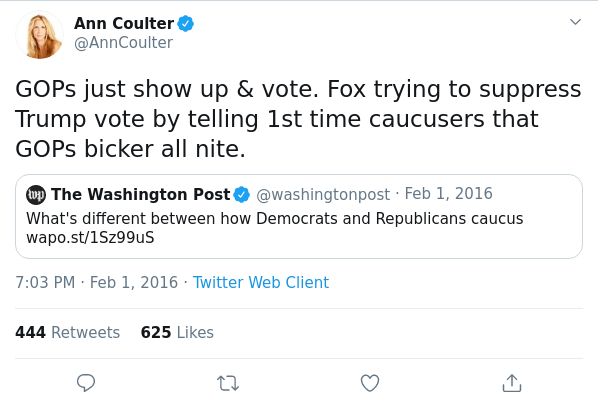 Ann Coulter
@AnnCoulter
GOPs just show up & vote. Fox trying to suppress
Trump vote by telling 1st time caucusers that
GOPs bicker all nite.
wp The Washington Post @washingtonpost · Feb 1, 2016
What's different between how Democrats and Republicans caucus
wapo.st/1Sz99uS
7:03 PM · Feb 1, 2016 · Twitter Web Client
444 Retweets 625 Likes